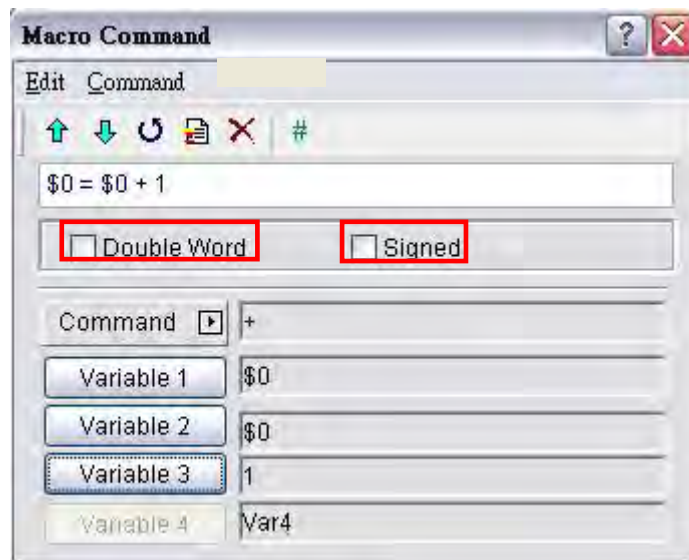 Macro Command
Edit Command
#
$0 = $0 + 1
Double Word Signed
Command +
Variable 1 $0
Variable 2 $0
Variable 3 1
Variable 4 Var4